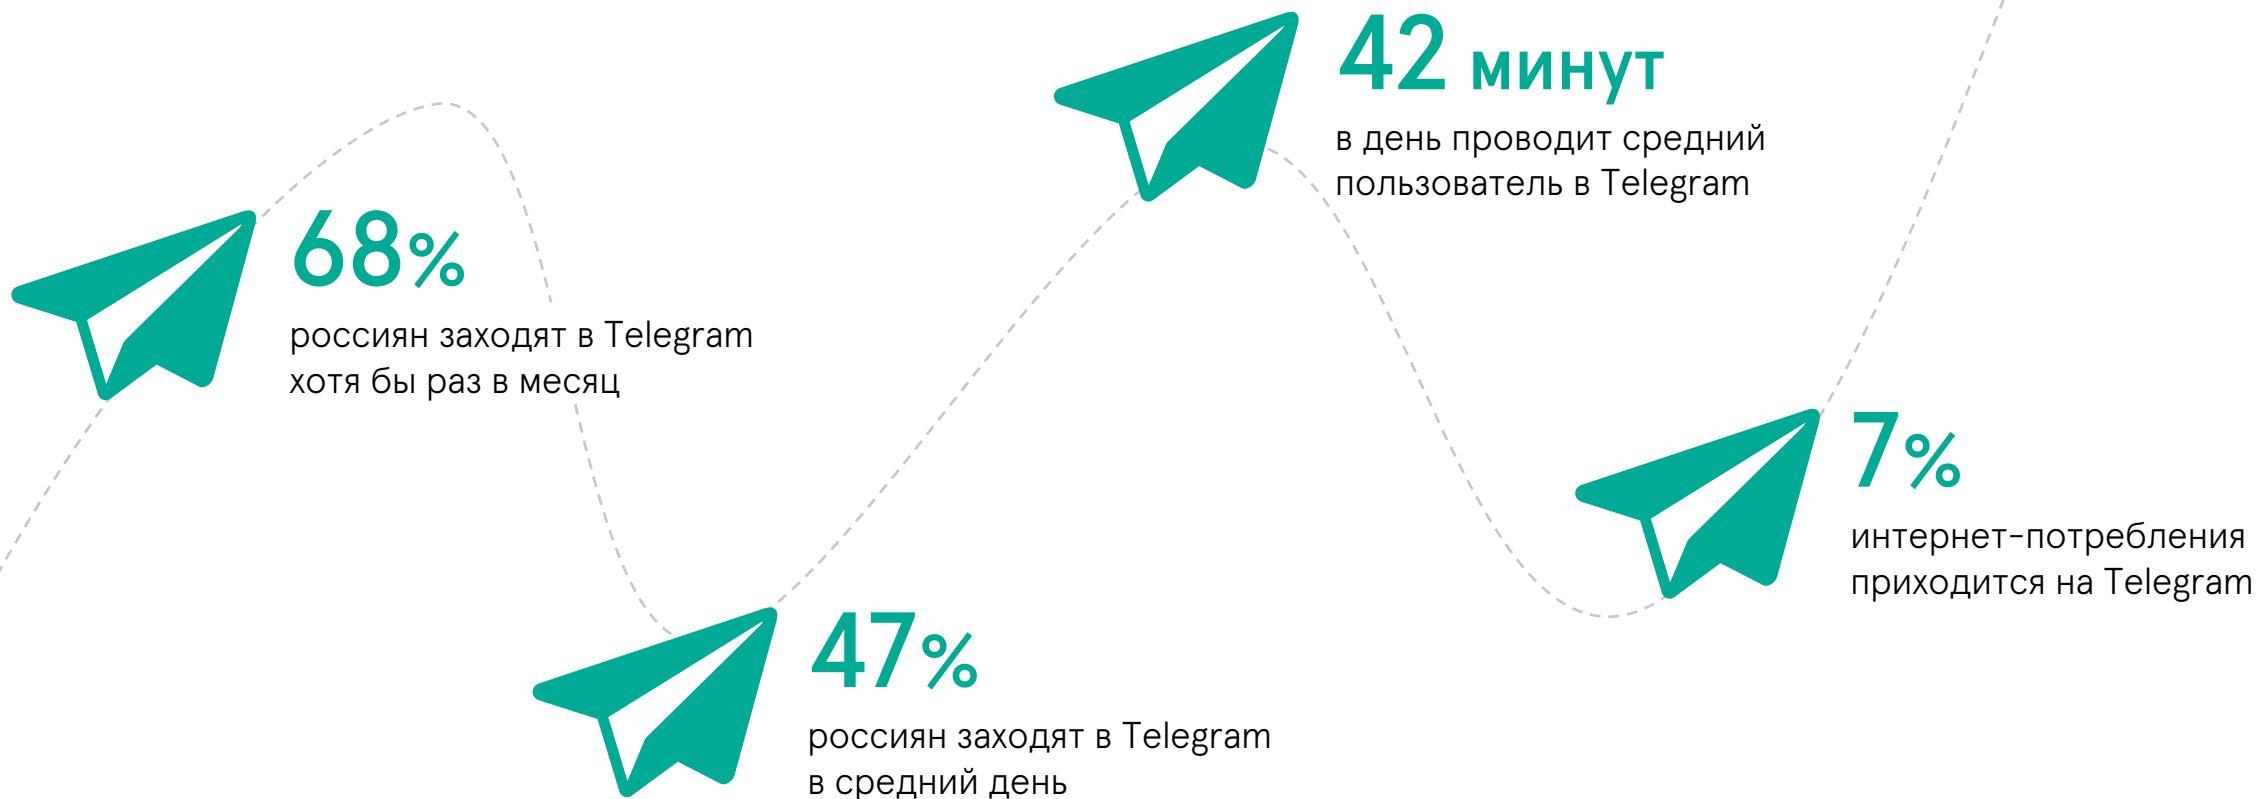 68%
россиян заходят в Telegram
хотя бы раз в месяц
47%
россиян заходят в Telegram
в средний день
42 минут
в день проводит средний
пользователь в Telegram
7%
интернет-потребления
приходится на Telegram